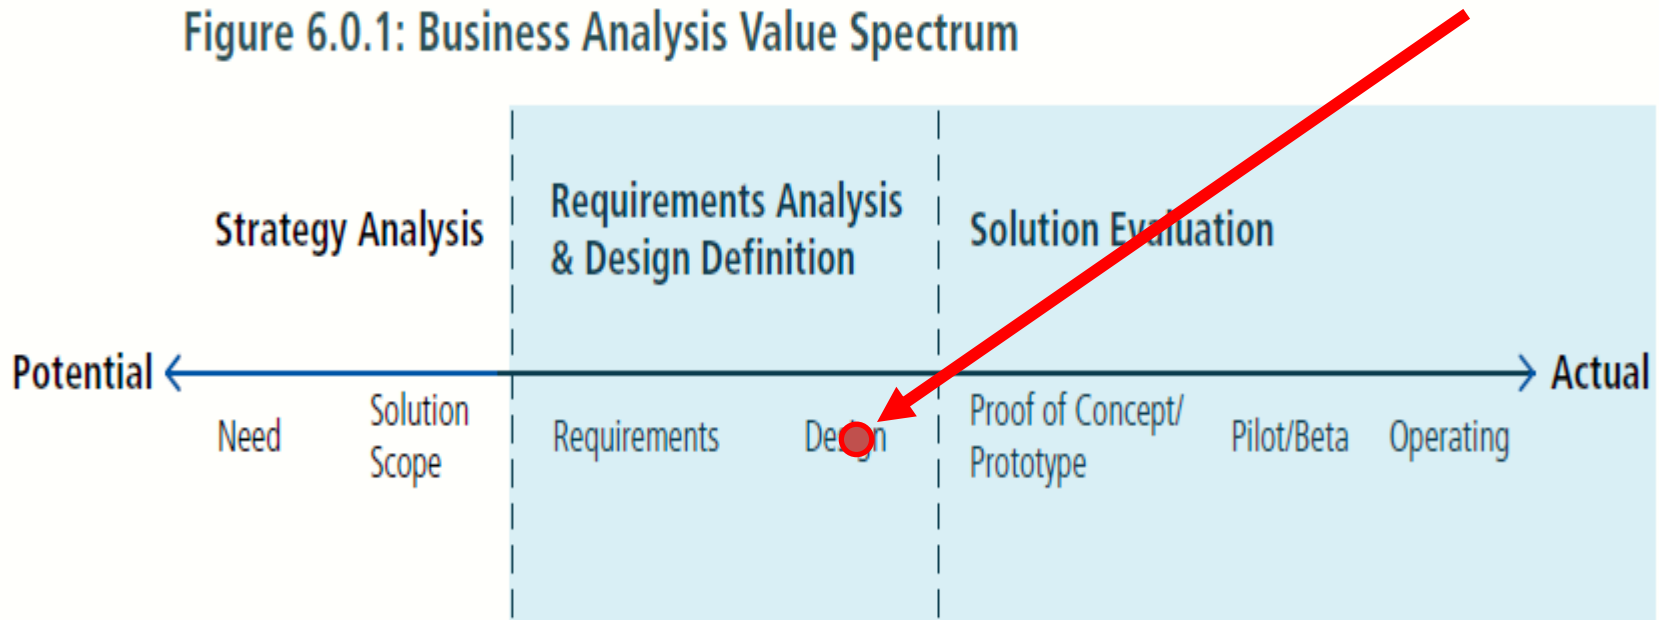 Figure 6.0.1: Business Analysis Value Spectrum
Strategy Analysis
Requirements Analysis
& Design Definition
Solution Evaluation
Potential
Actual
Need
Solution
Scope
Requirements
Design
Proof of Concept/
Prototype
Pilot/Beta
Operating